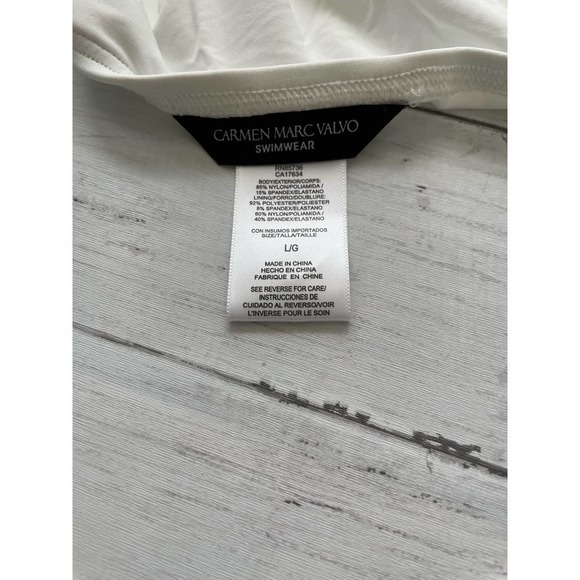 CARMEN MARC VALVO
SWIMWEAR
RN65736
CA17634
BODY/EXTERIOR/CORPS:
85% NYLON/POLIAMIDA /
15% SPANDEX/ELASTANO
LINING/FORRO/DOUBLURE:
92% POLYESTER/POLIESTER
8% SPANDEX/ELASTANO
60% NYLON/POLIAMIDA /
40% SPANDEX/ELASTANO
CON INSUMOS IMPORTADOS
SIZE/TALLA/TAILLE:
L/G
MADE IN CHINA
HECHO EN CHINA
FABRIQUE EN CHINE
SEE REVERSE FOR CARE/
INSTRUCCIONES DE
CUIDADO AL REVERSO/VOIR
L'INVERSE POUR LE SOIN